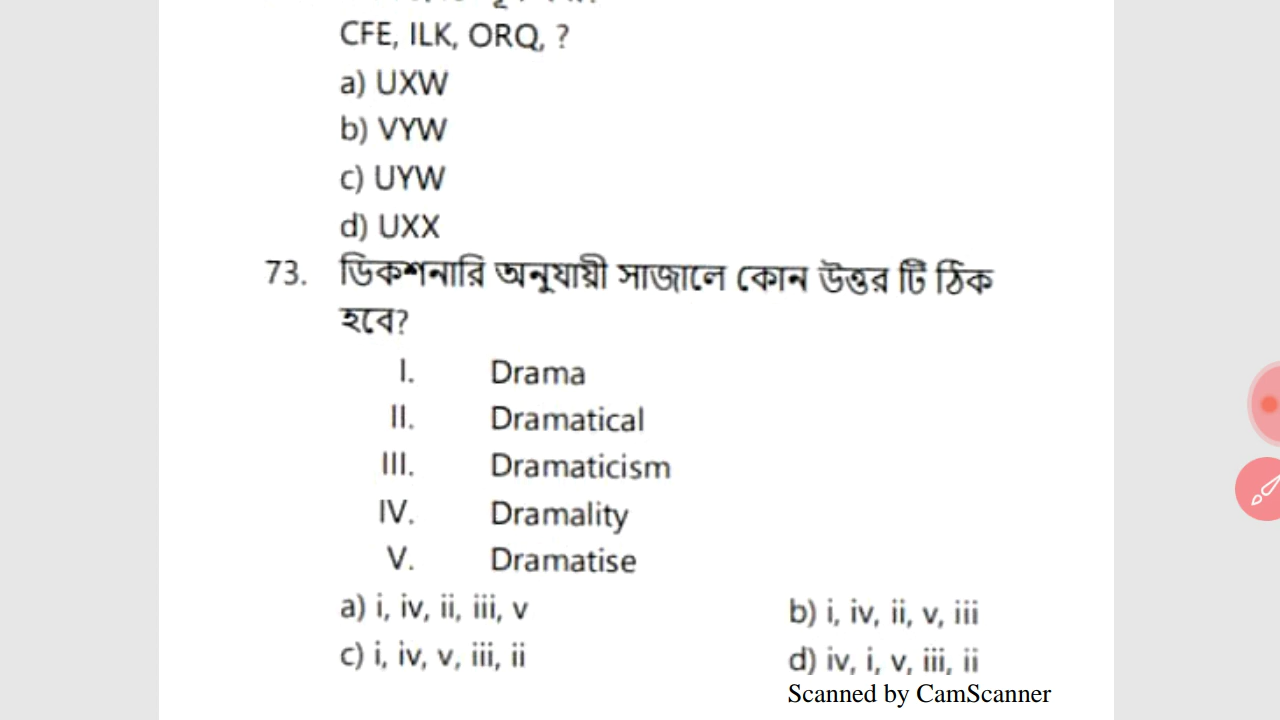 CFE, ILK, ORQ, ?
a) UXW
b) VYW
c) UYW
d) UXX
73. ডিকশনারি অনুযায়ী সাজালে কোন উত্তর টি ঠিক
হবে?
I. Drama
II. Dramatical
III. Dramaticism
IV. Dramality
V. Dramatise
a) i, iv, ii, iii, v b) i, iv, ii, v, iii
c) i, iv, v, iii, ii d) iv, i, v, iii, ii
Scanned by CamScanner